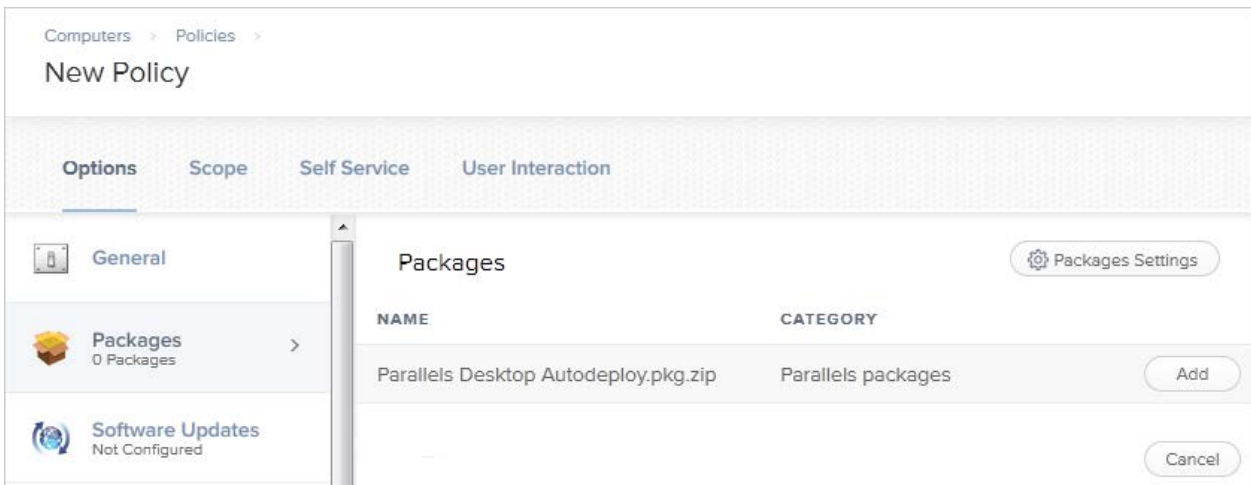 Computers > Policies >
New Policy
Options Scope Self Service User Interaction
General
Packages
0 Packages
Software Updates
Not Configured
Packages
Packages Settings
NAME CATEGORY
Parallels Desktop Autodeploy.pkg.zip Parallels packages Add
Cancel